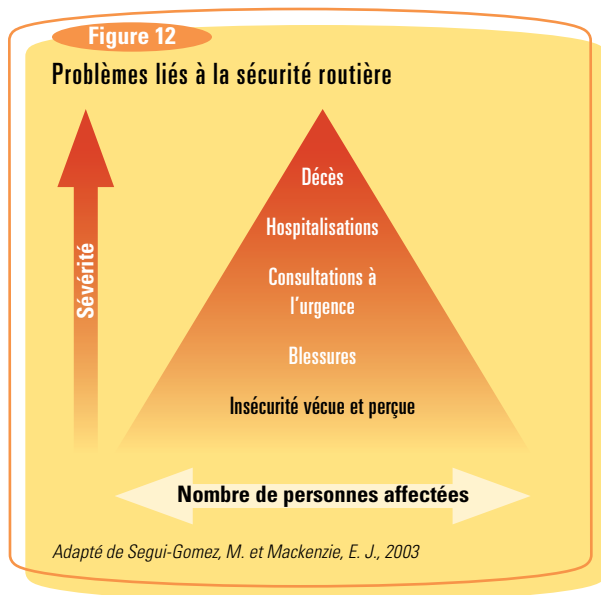 Figure 12
Problèmes liés à la sécurité routière
Sévérité
Décès
Hospitalisations
Consultations à
l'urgence
Blessures
Insécurité vécue et perçue
Nombre de personnes affectées
Adapté de Segui-Gomez, M. et Mackenzie, E. J., 2003